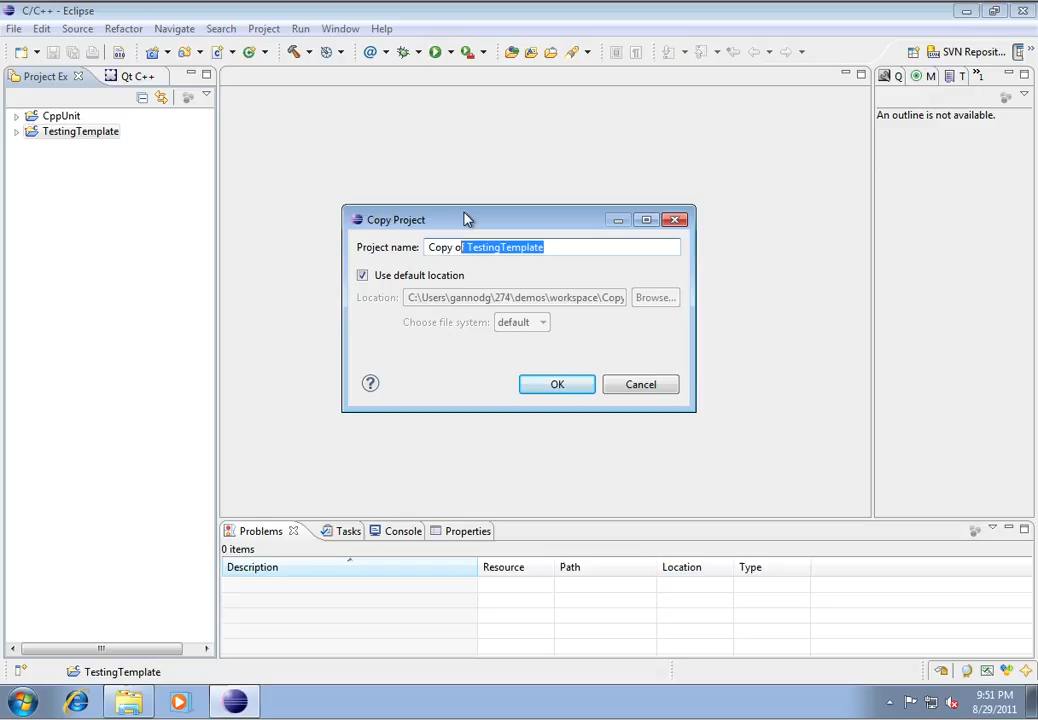 C/C++ - Eclipse
File Edit Source Refactor Navigate Search Project Run Window Help
SVN Reposit... »
Project Ex Qt C++
Q M T »1
CppUnit
TestingTemplate
An outline is not available.
Copy Project
Project name: Copy of TestingTemplate
Use default location
Location: C:\Users\gannodg\274\demos\workspace\Copy Browse...
Choose file system: default
? OK Cancel
Problems Tasks Console Properties
0 items
Description Resource Path Location Type
TestingTemplate
9:51 PM
8/29/2011